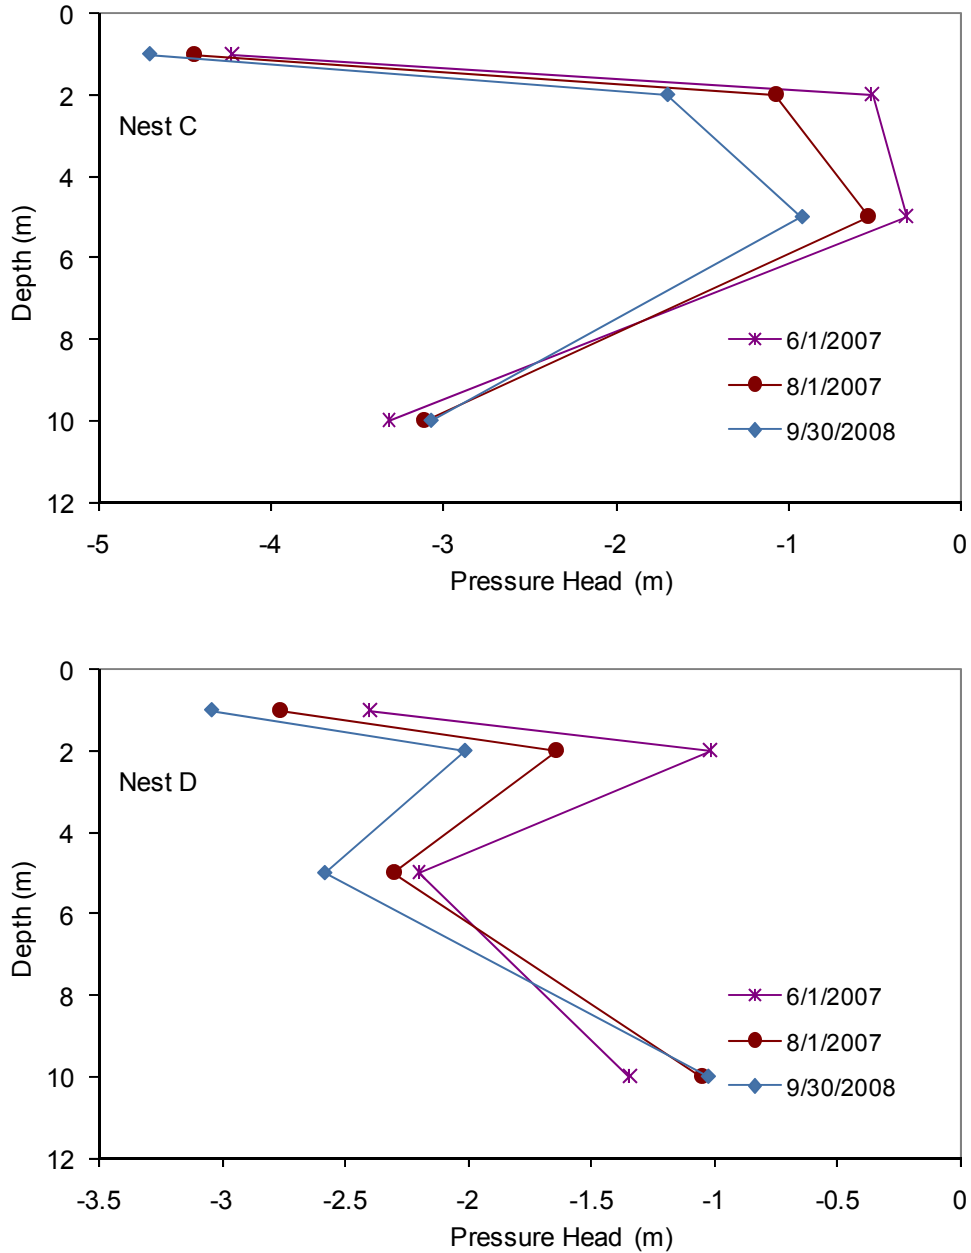 0
2
Nest C
4
Depth (m)
6
8
10
12
6/1/2007
8/1/2007
9/30/2008
-5 -4 -3 -2 -1 0
Pressure Head (m)
0
2
Nest D
4
Depth (m)
6
8
10
12
6/1/2007
8/1/2007
9/30/2008
-3.5 -3 -2.5 -2 -1.5 -1 -0.5 0
Pressure Head (m)